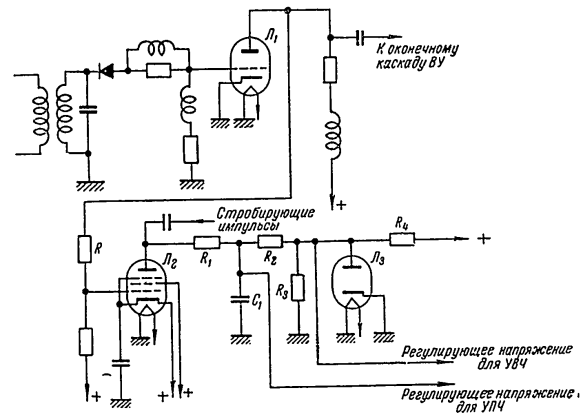 Л₁
К оконечному
каскаду ВУ
+
Стробирующие
импульсы
R
Л₂
R₁
R₂
R₃
Л₃
R₄
+
C₁
Регулирующее напряжение
для УВЧ
Регулирующее напряжение
для УПЧ
+
+ +